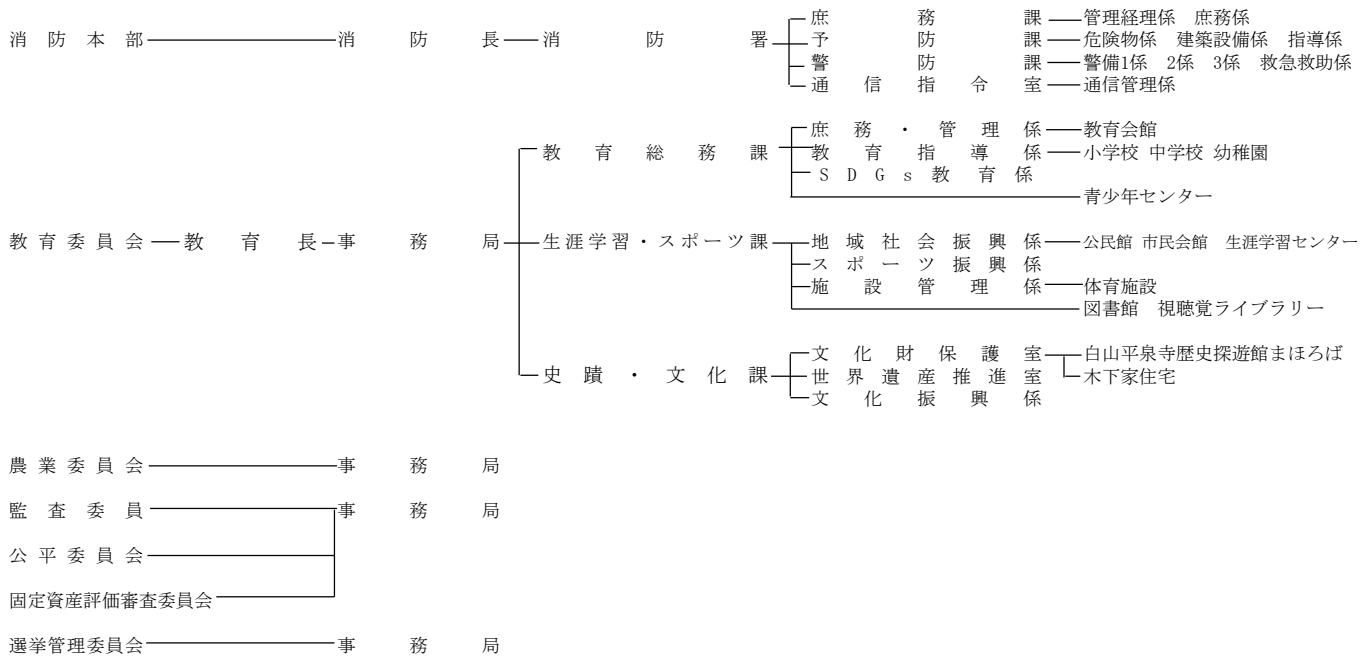 庶務課 管理経理係 庶務係
消防本部 消防長 消防署 予防課 危険物係 建築設備係 指導係
警防課 警備1係 2係 3係 救急救助係
通信指令室 通信管理係
庶務・管理係 教育会館
教育総務課 教育指導係 小学校 中学校 幼稚園
SDGs教育係
青少年センター
教育委員会 教育長 事務局 生涯学習・スポーツ課 地域社会振興係 公民館 市民会館 生涯学習センター
スポーツ振興係
施設管理係 体育施設
図書館 視聴覚ライブラリー
文化財保護室 白山平泉寺歴史探遊館まほろば
史蹟・文化課 世界遺産推進室 木下家住宅
文化振興係
農業委員会 事務局
監査委員 事務局
公平委員会
固定資産評価審査委員会
選挙管理委員会 事務局